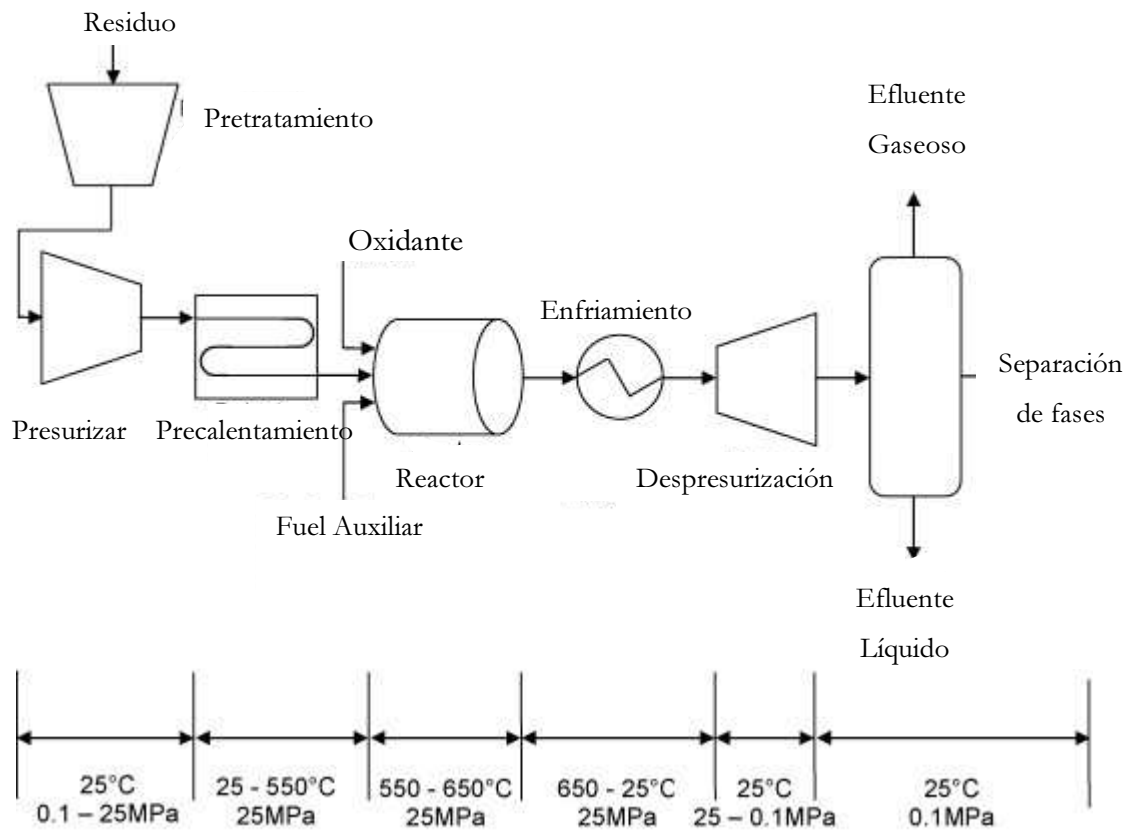 Residuo
Pretratamiento
Efluente
Gaseoso
Oxidante
Enfriamiento
Separación
de fases
Presurizar
Precalentamiento
Reactor
Despresurización
Fuel Auxiliar
Efluente
Líquido
25°C
0.1 – 25MPa
25 - 550°C
25MPa
550 - 650°C
25MPa
650 - 25°C
25MPa
25°C
25 – 0.1MPa
25°C
0.1MPa